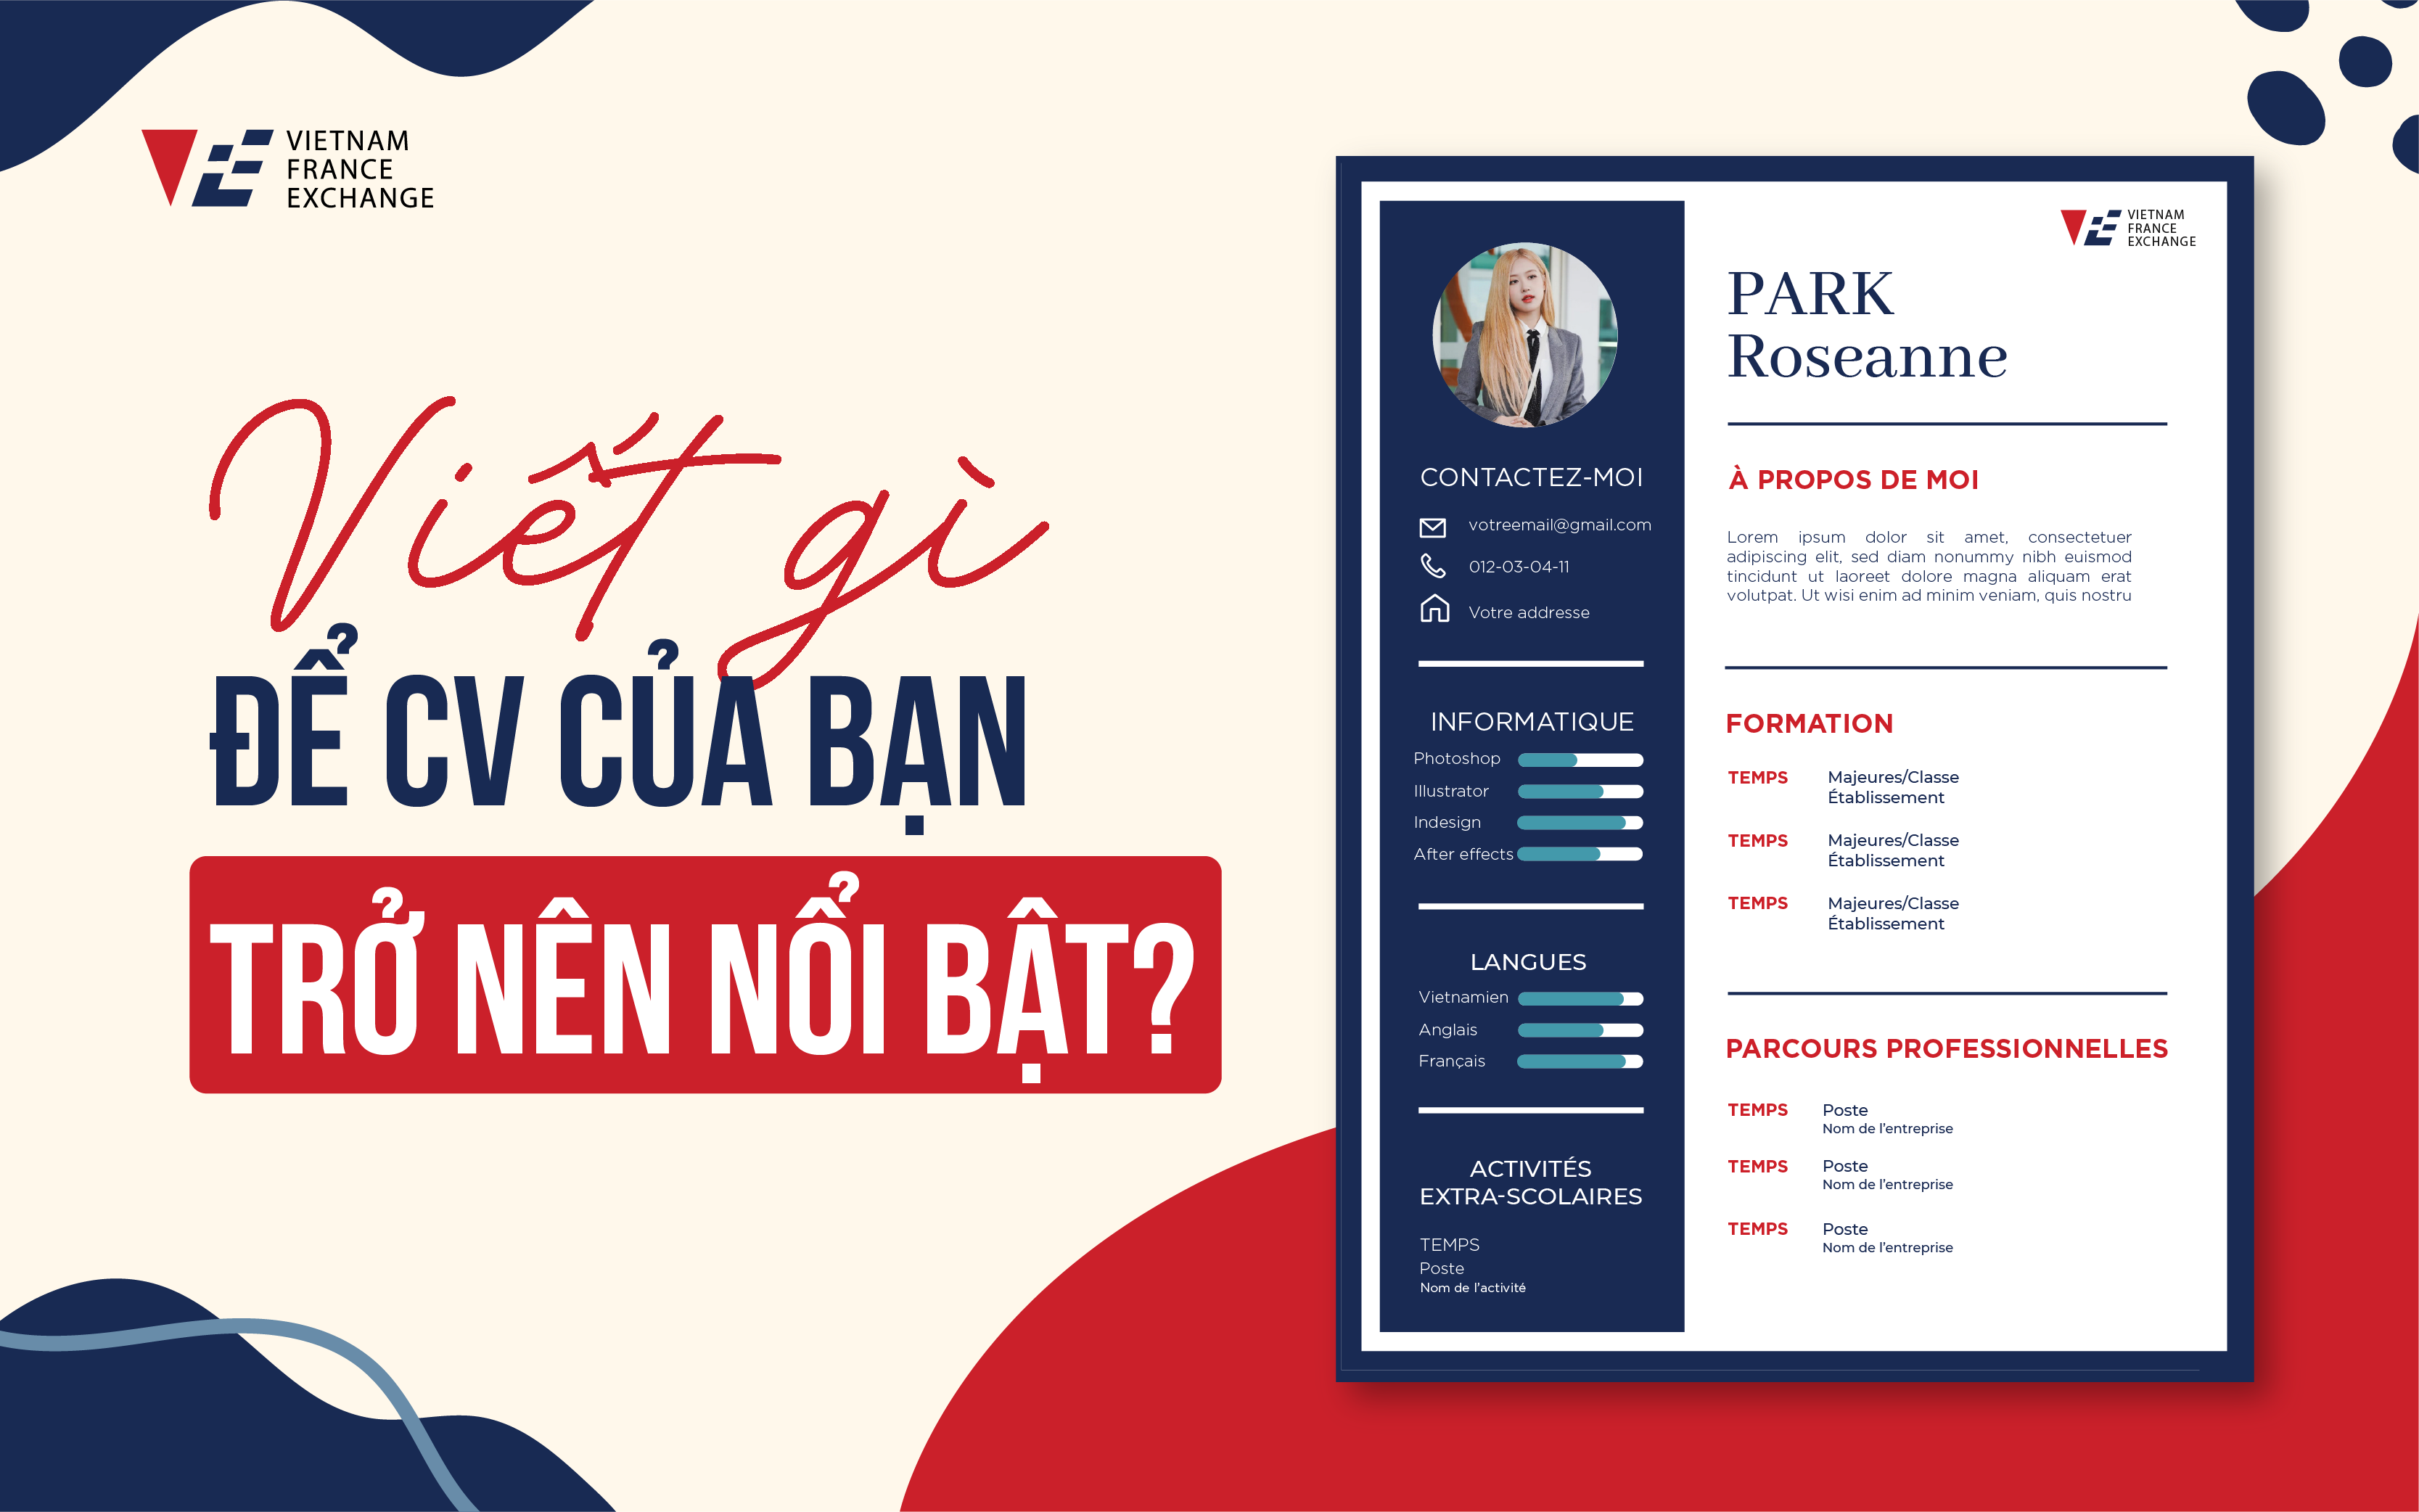 VIETNAM
FRANCE
EXCHANGE
Viết gì
ĐỂ CV CỦA BẠN
TRỞ NÊN NỔI BẬT?
VIETNAM
FRANCE
EXCHANGE
PARK
Roseanne
CONTACTEZ-MOI
votreemail@gmail.com
012-03-04-11
Votre addresse
INFORMATIQUE
Photoshop
Illustrator
Indesign
After effects
LANGUES
Vietnamien
Anglais
Français
ACTIVITÉS
EXTRA-SCOLAIRES
TEMPS
Poste
Nom de l'activité
À PROPOS DE MOI
Lorem ipsum dolor sit amet, consectetuer
adipiscing elit, sed diam nonummy nibh euismod
tincidunt ut laoreet dolore magna aliquam erat
volutpat. Ut wisi enim ad minim veniam, quis nostru
FORMATION
TEMPS Majeures/Classe
Établissement
TEMPS Majeures/Classe
Établissement
TEMPS Majeures/Classe
Établissement
PARCOURS PROFESSIONNELLES
TEMPS Poste
Nom de l'entreprise
TEMPS Poste
Nom de l'entreprise
TEMPS Poste
Nom de l'entreprise